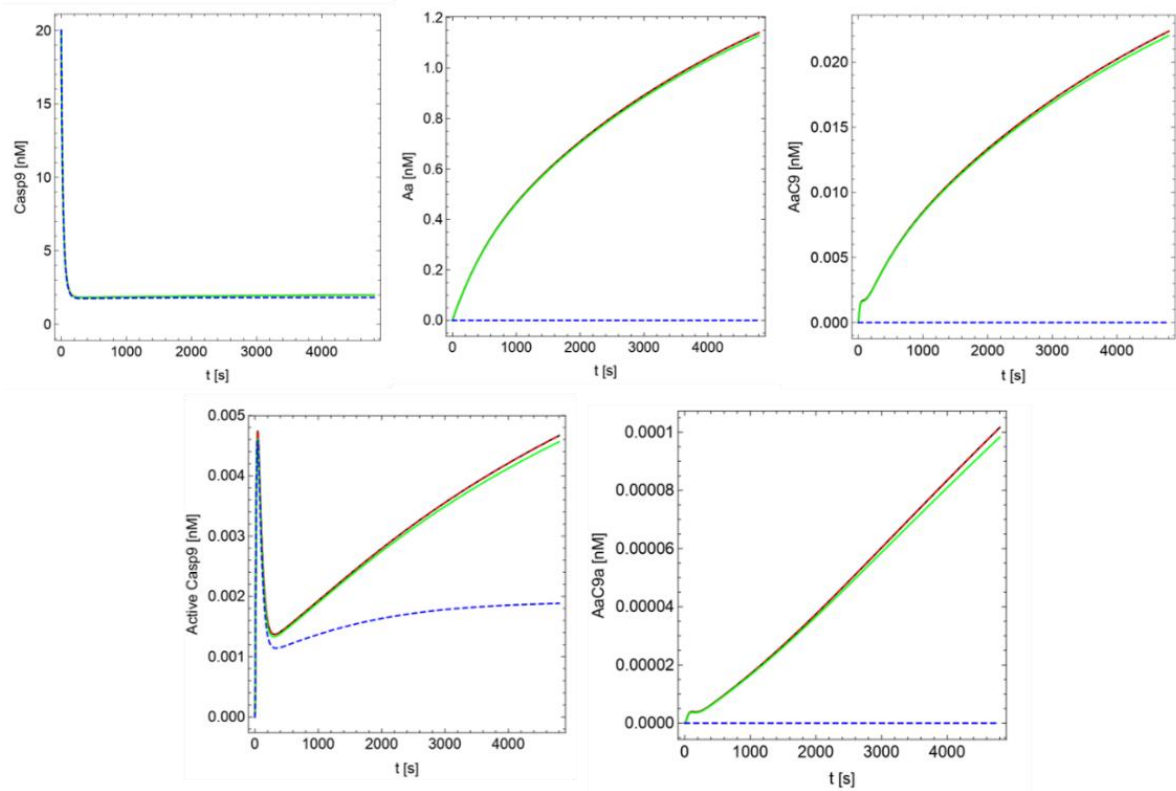 Casp9 [nM]
20
15
10
5
0
0 1000 2000 3000 4000
t [s]
Aa [nM]
1.2
1.0
0.8
0.6
0.4
0.2
0.0
0 1000 2000 3000 4000
t [s]
AaC9 [nM]
0.020
0.015
0.010
0.005
0.000
0 1000 2000 3000 4000
t [s]
Active Casp9 [nM]
0.005
0.004
0.003
0.002
0.001
0.000
0 1000 2000 3000 4000
t [s]
AaC9a [nM]
0.0001
0.00008
0.00006
0.00004
0.00002
0.0000
0 1000 2000 3000 4000
t [s]